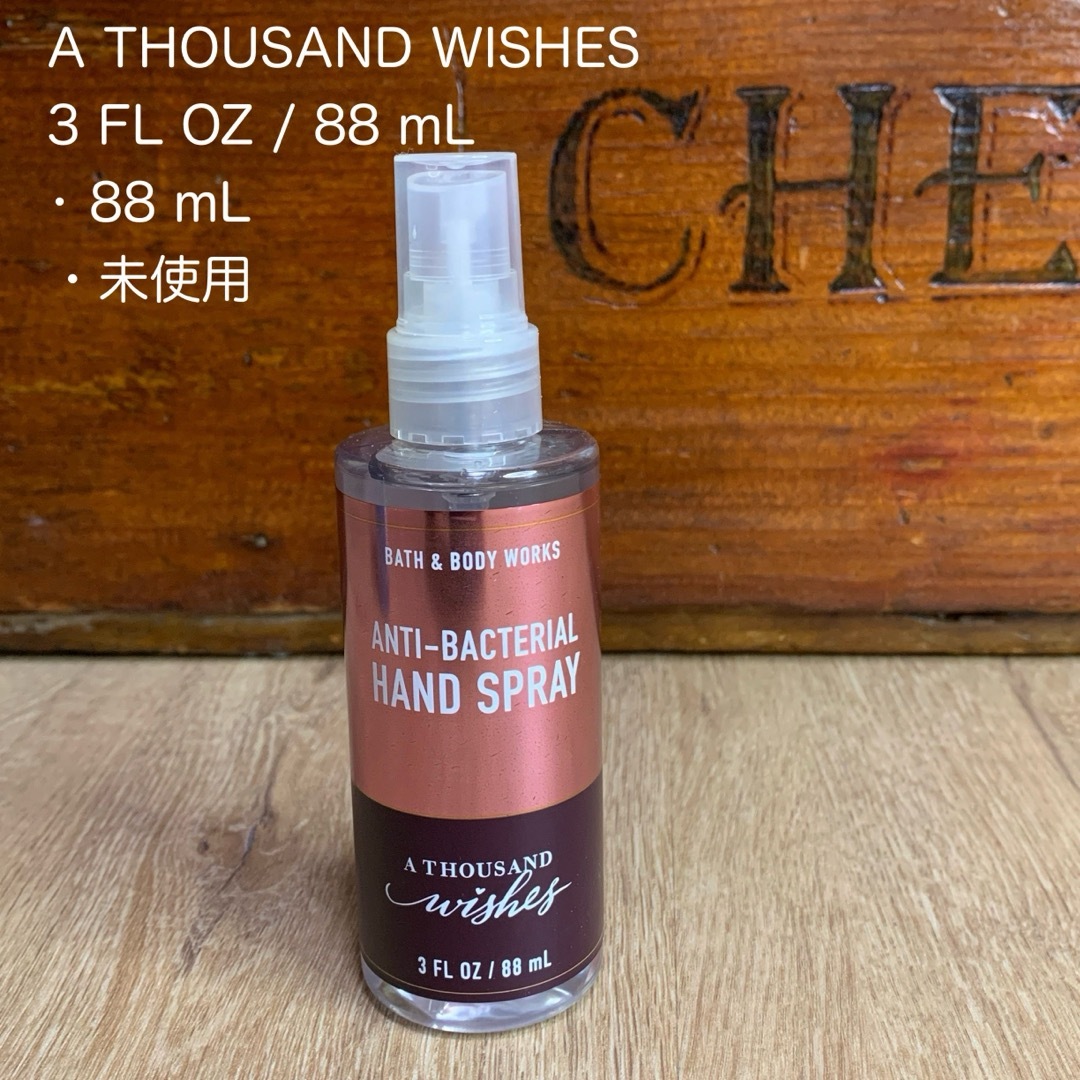 A THOUSAND WISHES
3 FL OZ / 88 mL
・88 mL
・未使用
CHE
BATH & BODY WORKS
ANTI-BACTERIAL
HAND SPRAY
A THOUSAND
wishes
3 FL OZ / 88 mL